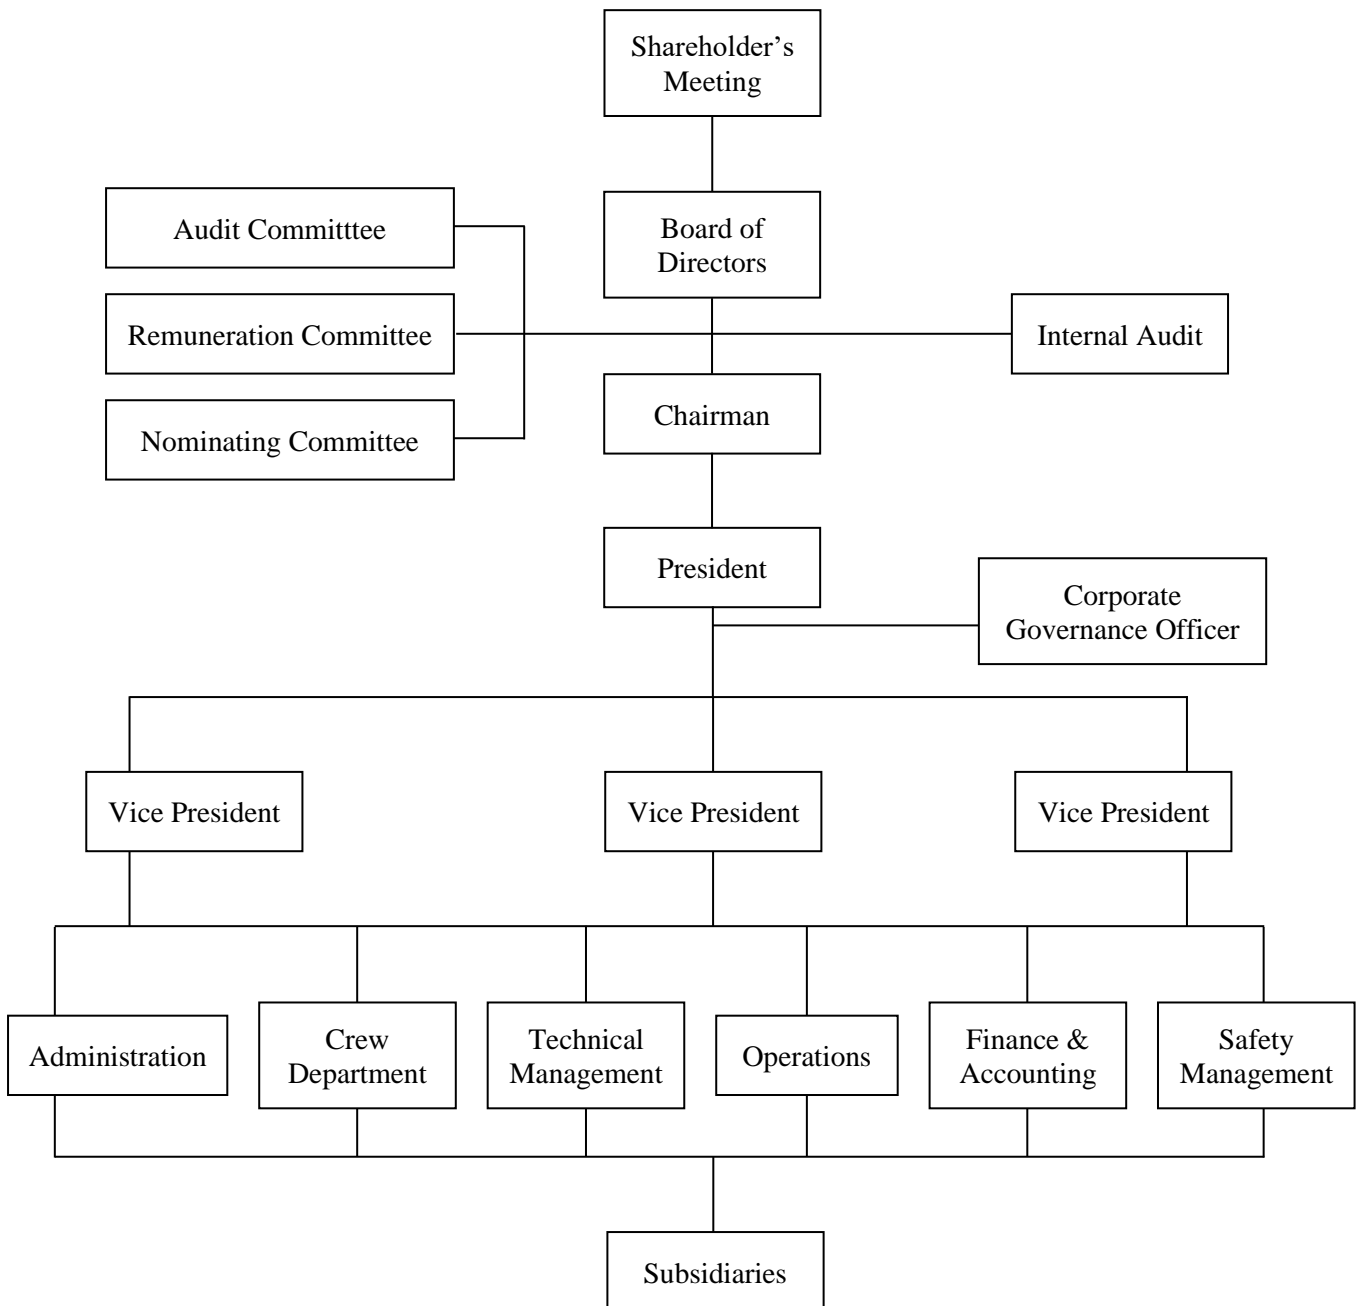 Shareholder’s
Meeting
Audit Committtee
Board of
Directors
Remuneration Committee
Internal Audit
Chairman
Nominating Committee
President
Corporate
Governance Officer
Vice President
Vice President
Vice President
Administration
Crew
Department
Technical
Management
Operations
Finance &
Accounting
Safety
Management
Subsidiaries